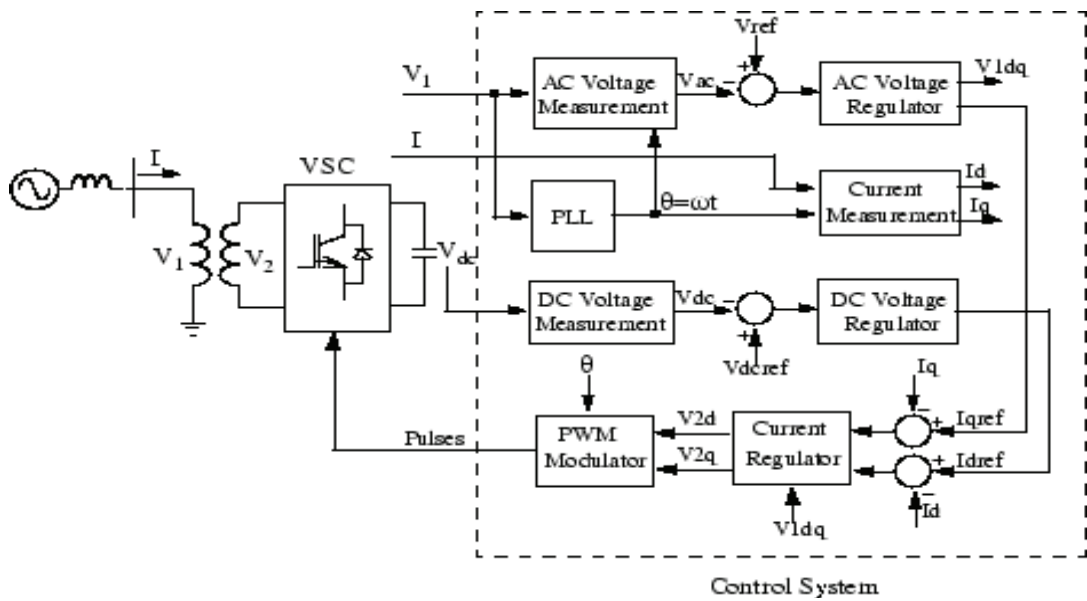 Vref
V1
AC Voltage
Measurement
Vac
−
+
AC Voltage
Regulator
V1dq
I
I
VSC
PLL
θ=ωt
Current
Measurement
Id
Iq
V1
V2
Vdc
DC Voltage
Measurement
Vdc
−
+
DC Voltage
Regulator
Vdcref
θ
Iq
Pulses
PWM
Modulator
V2d
V2q
Current
Regulator
−
+
Iqref
+
Idref
−
Id
V1dq
Control System